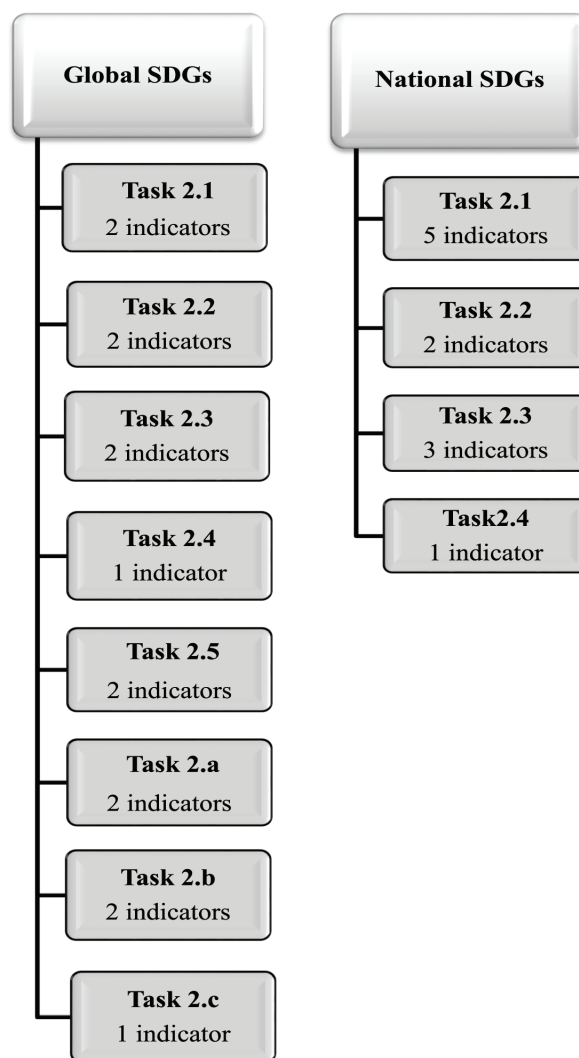 Global SDGs
Task 2.1
2 indicators
Task 2.2
2 indicators
Task 2.3
2 indicators
Task 2.4
1 indicator
Task 2.5
2 indicators
Task 2.a
2 indicators
Task 2.b
2 indicators
Task 2.c
1 indicator
National SDGs
Task 2.1
5 indicators
Task 2.2
2 indicators
Task 2.3
3 indicators
Task2.4
1 indicator